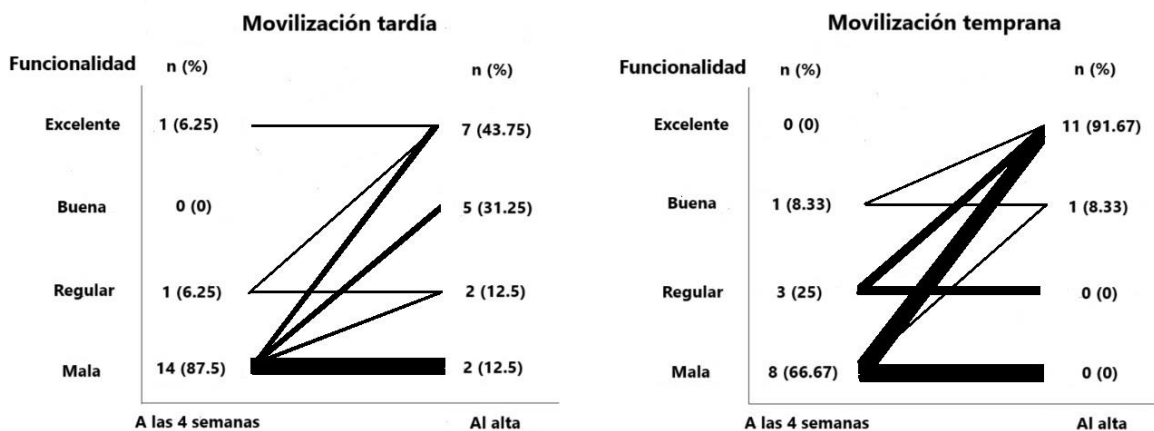 Movilización tardía
Funcionalidad n (%) n (%)
Excelente 1 (6.25) 7 (43.75)
Buena 0 (0) 5 (31.25)
Regular 1 (6.25) 2 (12.5)
Mala 14 (87.5) 2 (12.5)
A las 4 semanas Al alta
Movilización temprana
Funcionalidad n (%) n (%)
Excelente 0 (0) 11 (91.67)
Buena 1 (8.33) 1 (8.33)
Regular 3 (25) 0 (0)
Mala 8 (66.67) 0 (0)
A las 4 semanas Al alta